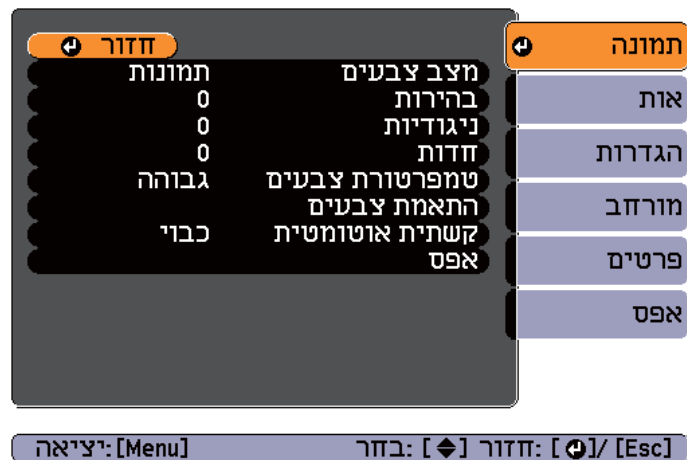 תמונה
אות
הגדרות
מורחב
פרטים
אפס
חזור
מצב צבעים תמונות
בהירות 0
ניגודיות 0
חדות 0
טמפרטורת צבעים גבוהה
התאמת צבעים
קשתית אוטומטית כבוי
אפס
[Esc] /[⏎] :חזור [◆] :בחר [Menu]:יציאה